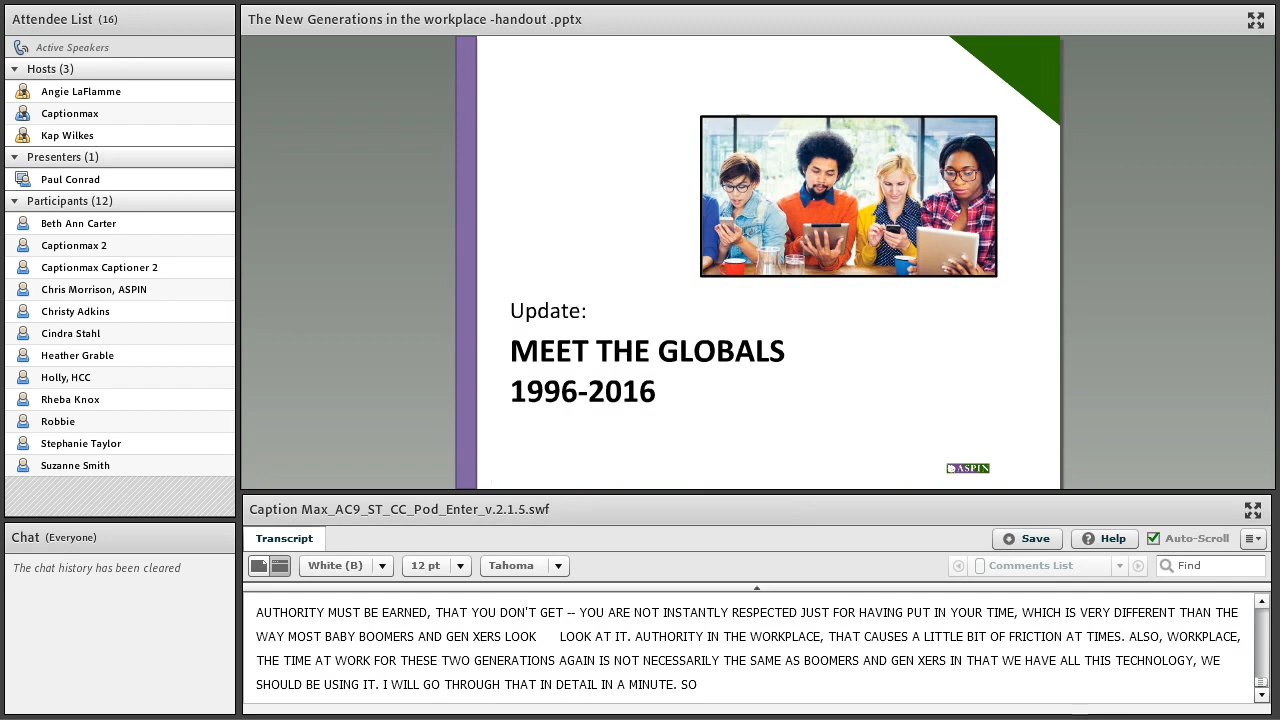 Attendee List (16)
Active Speakers
Hosts (3)
Angie LaFlamme
Captionmax
Kap Wilkes
Presenters (1)
Paul Conrad
Participants (12)
Beth Ann Carter
Captionmax 2
Captionmax Captioner 2
Chris Morrison, ASPIN
Christy Adkins
Cindra Stahl
Heather Grable
Holly, HCC
Rheba Knox
Robbie
Stephanie Taylor
Suzanne Smith
Chat (Everyone)
The chat history has been cleared
The New Generations in the workplace -handout .pptx
Update:
MEET THE GLOBALS
1996-2016
ASPIN
Caption Max_AC9_ST_CC_Pod_Enter_v.2.1.5.swf
Transcript
Save
Help
Auto-Scroll
White (B)
12 pt
Tahoma
Comments List
Find
AUTHORITY MUST BE EARNED, THAT YOU DON'T GET -- YOU ARE NOT INSTANTLY RESPECTED JUST FOR HAVING PUT IN YOUR TIME, WHICH IS VERY DIFFERENT THAN THE
WAY MOST BABY BOOMERS AND GEN XERS LOOK LOOK AT IT. AUTHORITY IN THE WORKPLACE, THAT CAUSES A LITTLE BIT OF FRICTION AT TIMES. ALSO, WORKPLACE,
THE TIME AT WORK FOR THESE TWO GENERATIONS AGAIN IS NOT NECESSARILY THE SAME AS BOOMERS AND GEN XERS IN THAT WE HAVE ALL THIS TECHNOLOGY, WE
SHOULD BE USING IT. I WILL GO THROUGH THAT IN DETAIL IN A MINUTE. SO